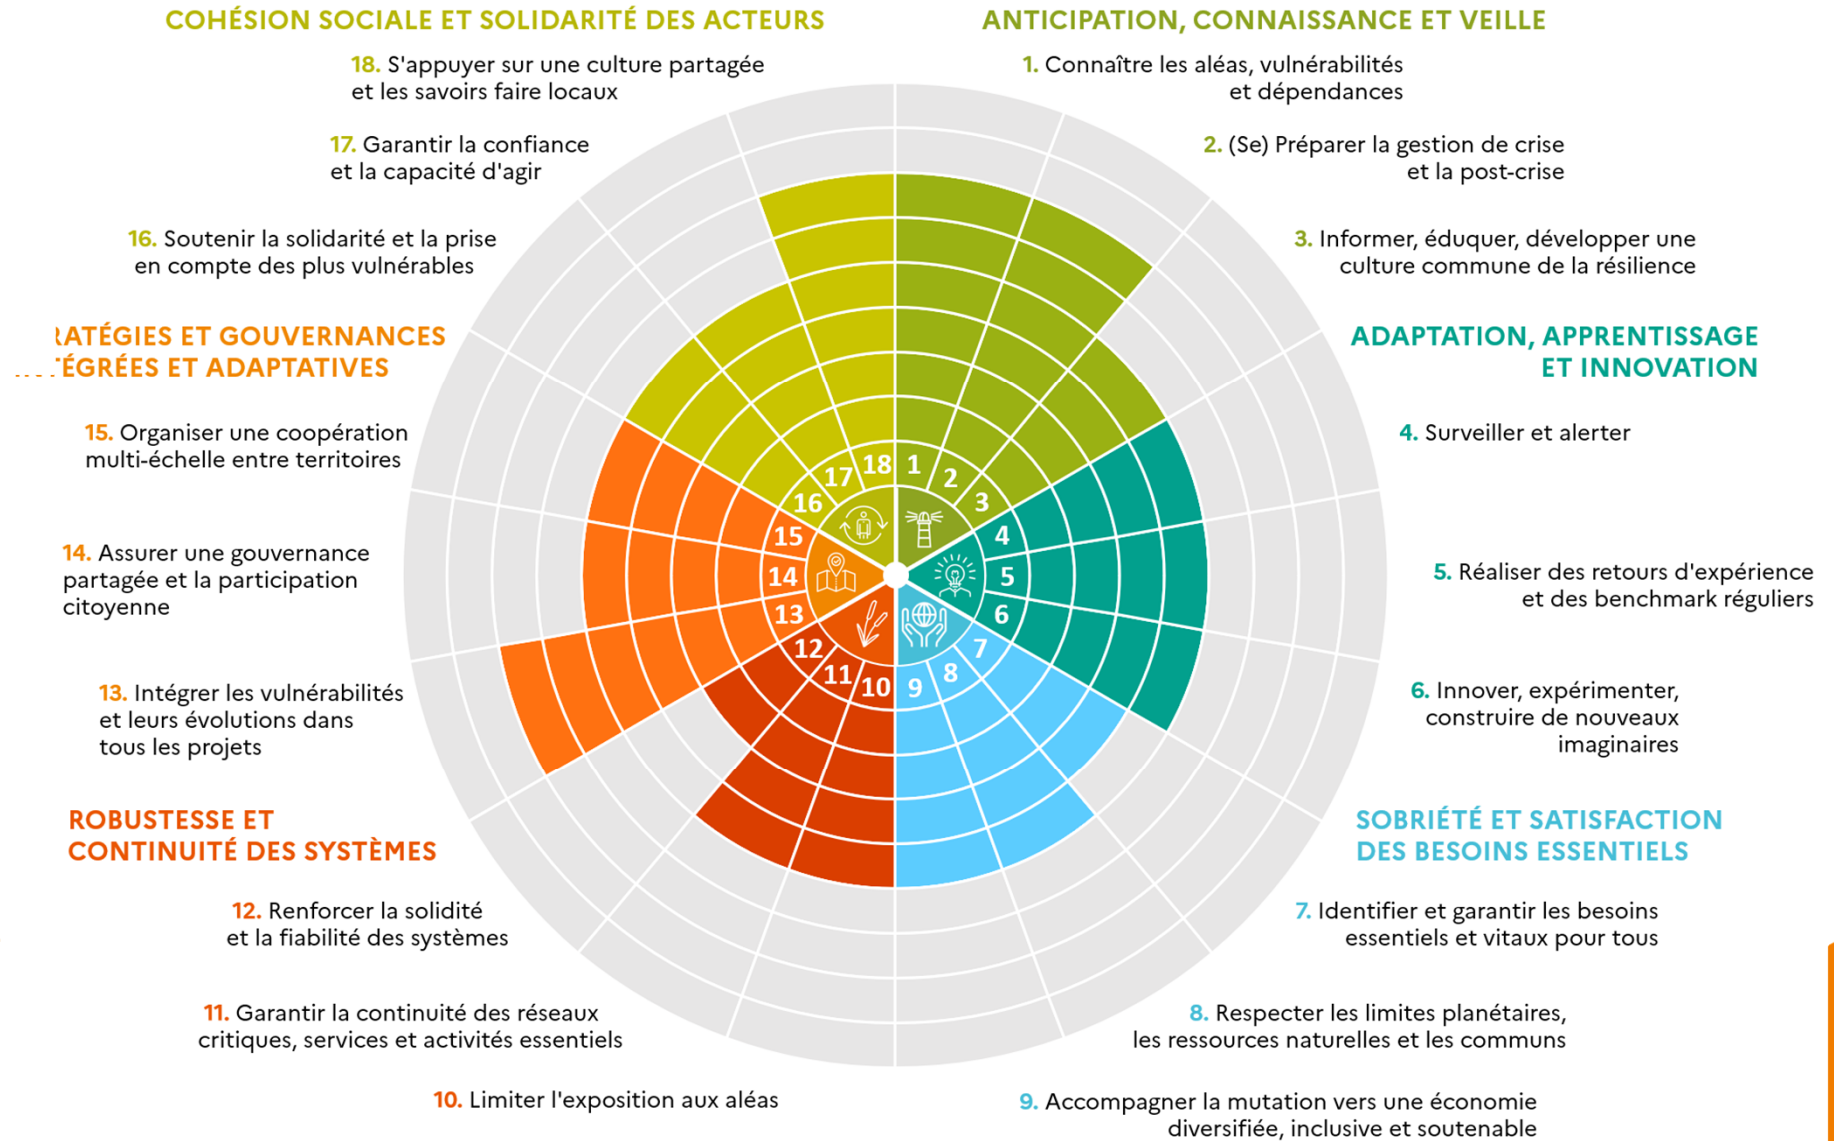 COHÉSION SOCIALE ET SOLIDARITÉ DES ACTEURS
18. S'appuyer sur une culture partagée
et les savoirs faire locaux
17. Garantir la confiance
et la capacité d'agir
16. Soutenir la solidarité et la prise
en compte des plus vulnérables
RATÉGIES ET GOUVERNANCES
TÉGRÉES ET ADAPTATIVES
15. Organiser une coopération
multi-échelle entre territoires
14. Assurer une gouvernance
partagée et la participation
citoyenne
13. Intégrer les vulnérabilités
et leurs évolutions dans
tous les projets
ROBUSTESSE ET
CONTINUITÉ DES SYSTÈMES
12. Renforcer la solidité
et la fiabilité des systèmes
11. Garantir la continuité des réseaux
critiques, services et activités essentiels
10. Limiter l'exposition aux aléas
ANTICIPATION, CONNAISSANCE ET VEILLE
1. Connaître les aléas, vulnérabilités
et dépendances
2. (Se) Préparer la gestion de crise
et la post-crise
3. Informer, éduquer, développer une
culture commune de la résilience
ADAPTATION, APPRENTISSAGE
ET INNOVATION
4. Surveiller et alerter
5. Réaliser des retours d'expérience
et des benchmark réguliers
6. Innover, expérimenter,
construire de nouveaux
imaginaires
SOBRIÉTÉ ET SATISFACTION
DES BESOINS ESSENTIELS
7. Identifier et garantir les besoins
essentiels et vitaux pour tous
8. Respecter les limites planétaires,
les ressources naturelles et les communs
9. Accompagner la mutation vers une économie
diversifiée, inclusive et soutenable
1
2
3
4
5
6
7
8
9
10
11
12
13
14
15
16
17
18